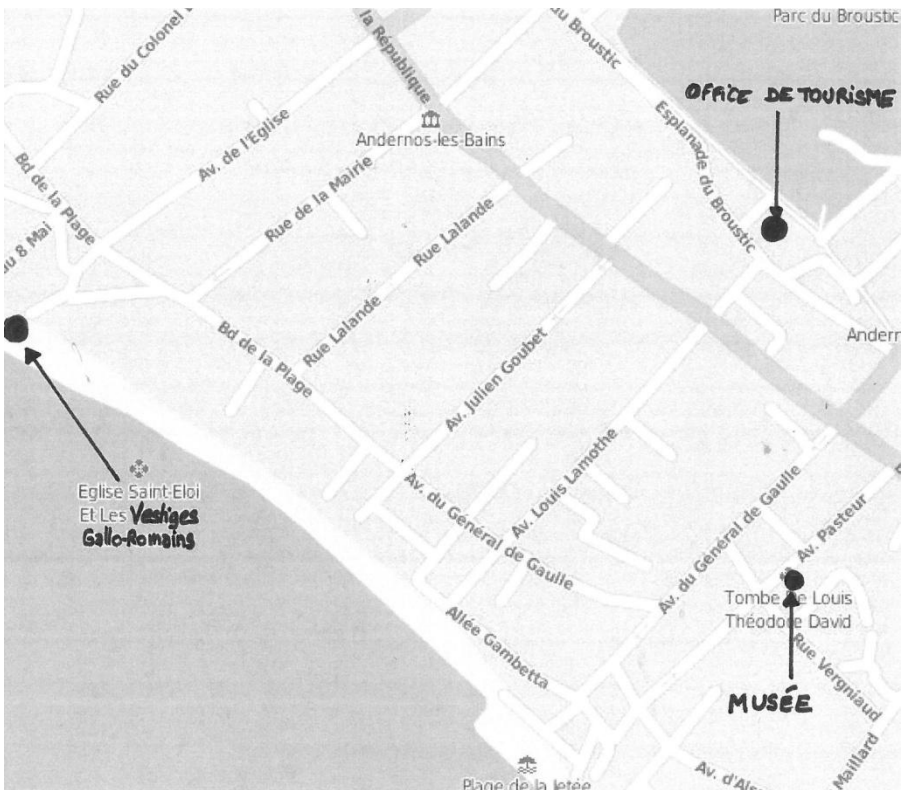 Parc du Broustic
Rue du Colonel
la République
du Broustic
OFFICE DE TOURISME
Av. de l'Eglise
Andernos-les-Bains
Esplanade du Broustic
Bd de la Plage
Rue de la Mairie
Rue Lalande
au 8 Mai
Bd de la Plage
Rue Lalande
Av. Julien Goubet
Andern
Eglise Saint-Eloi
Et Les Vestiges
Gallo-Romains
Av. du Général de Gaulle
Av. Louis Lamothe
Av. du Général de Gaulle
Av. Pasteur
Tombe de Louis
Théodore David
Allée Gambetta
Rue Vergniaud
MUSÉE
Maillard
Plage de la Jetée